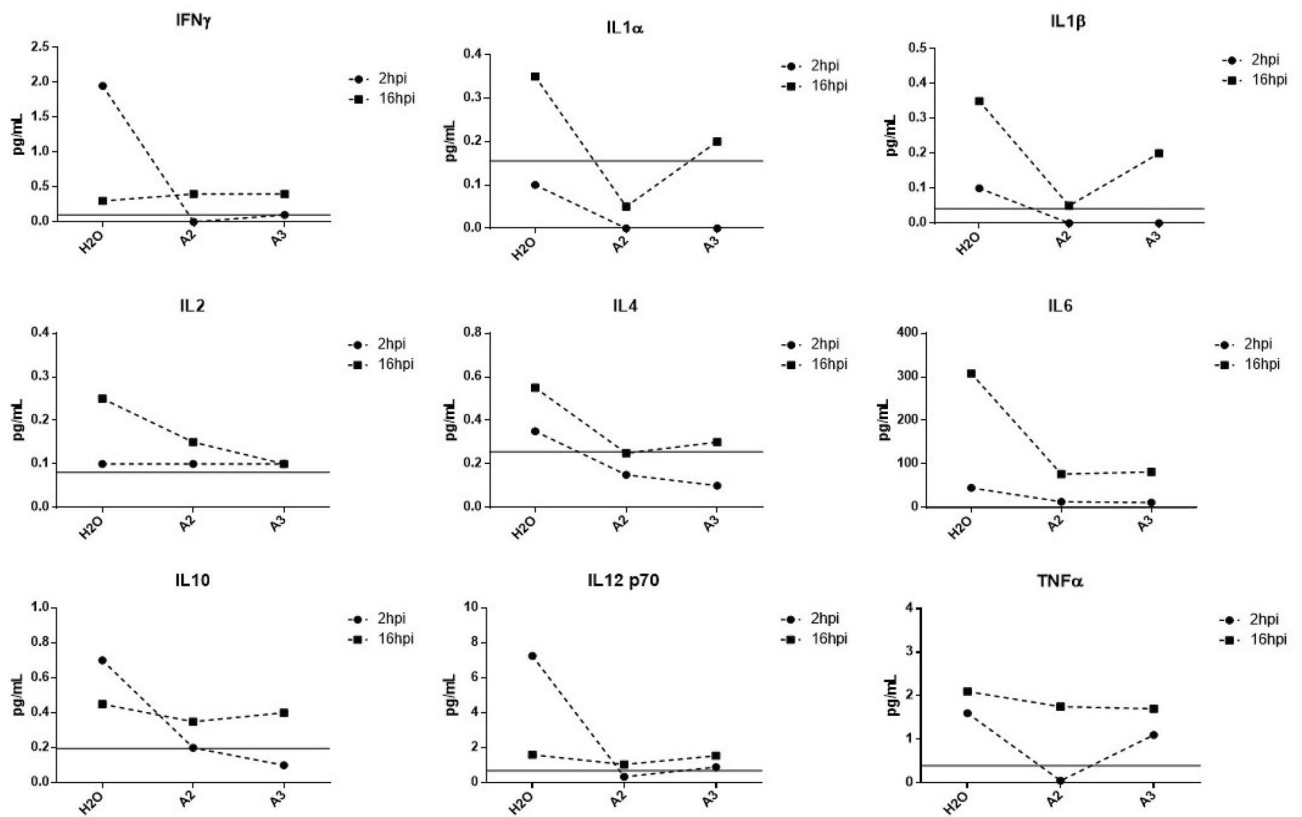 IFNγ
2.5
2.0
1.5
1.0
0.5
0.0
pg/mL
H2O
A2
A3
2hpi
16hpi
IL1α
0.4
0.3
0.2
0.1
0.0
pg/mL
H2O
A2
A3
2hpi
16hpi
IL1β
0.5
0.4
0.3
0.2
0.1
0.0
pg/mL
H2O
A2
A3
2hpi
16hpi
IL2
0.4
0.3
0.2
0.1
0.0
pg/mL
H2O
A2
A3
2hpi
16hpi
IL4
0.8
0.6
0.4
0.2
0.0
pg/mL
H2O
A2
A3
2hpi
16hpi
IL6
400
300
200
100
0
pg/mL
H2O
A2
A3
2hpi
16hpi
IL10
1.0
0.8
0.6
0.4
0.2
0.0
pg/mL
H2O
A2
A3
2hpi
16hpi
IL12 p70
10
8
6
4
2
0
pg/mL
H2O
A2
A3
2hpi
16hpi
TNFα
4
3
2
1
0
pg/mL
H2O
A2
A3
2hpi
16hpi